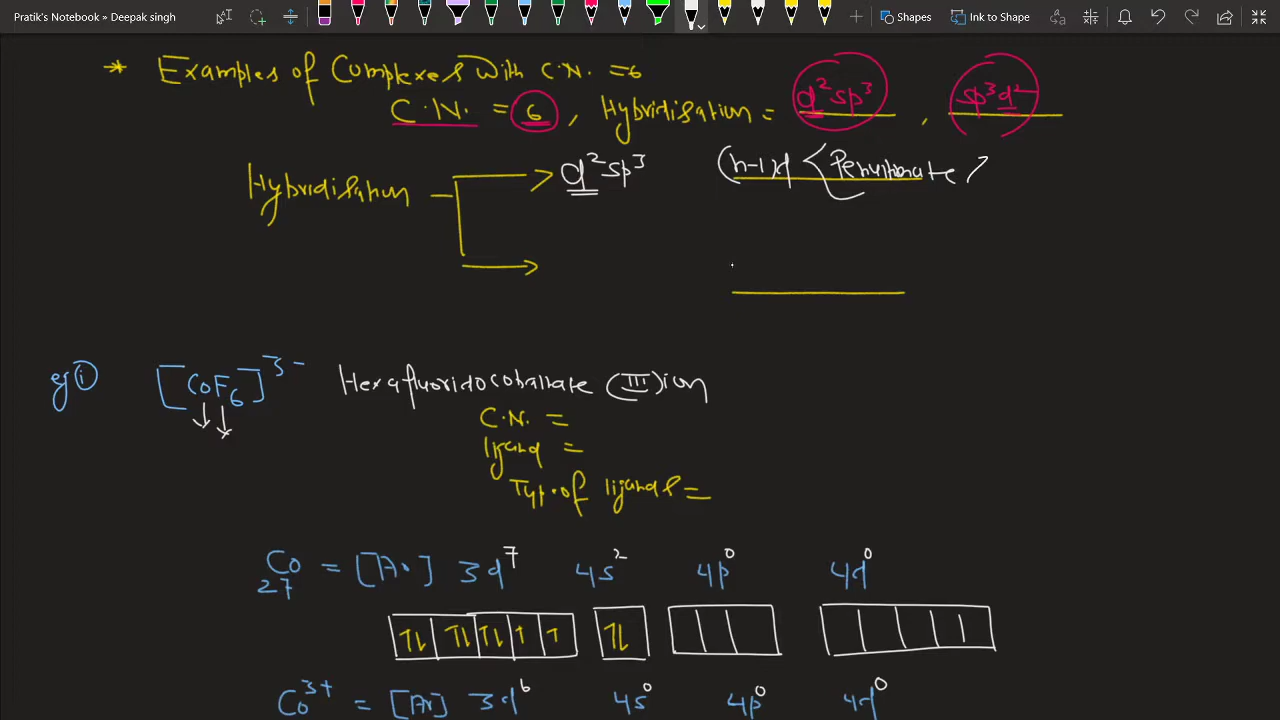 Pratik's Notebook » Deepak singh
Shapes
Ink to Shape
* Examples of Complexes with C.N. = 6
C.N. = 6, Hybridisation = d²sp³, sp³d²
Hybridisation → d²sp³ (n-1)d <Penultimate>
→
eg ① [CoF₆]³⁻ Hexafluoridocobaltate (III) ion
C.N. =
ligand =
Typ. of ligands =
₂₇Co = [Ar] 3d⁷ 4s² 4p⁰ 4d⁰
↑↓ ↑↓ ↑↓ ↑ ↑ ↑↓
Co³⁺ = [Ar] 3d⁶ 4s⁰ 4p⁰ 4d⁰